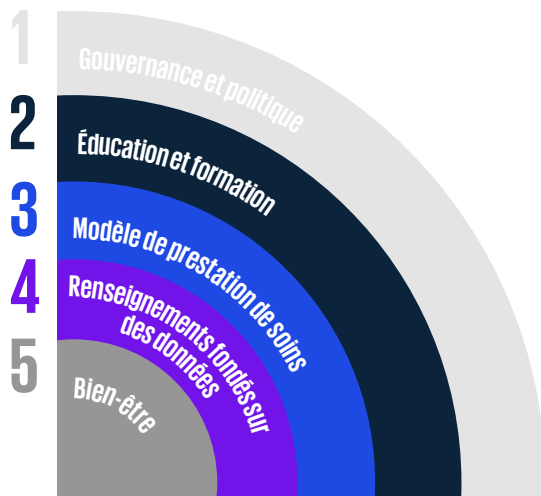 1
Gouvernance et politique
2
Éducation et formation
3
Modèle de prestation de soins
4
Renseignements fondés sur
des données
5
Bien-être